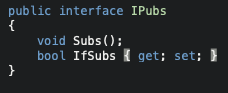 public interface IPubs
{
    void Subs();
    bool IfSubs { get; set; }
}